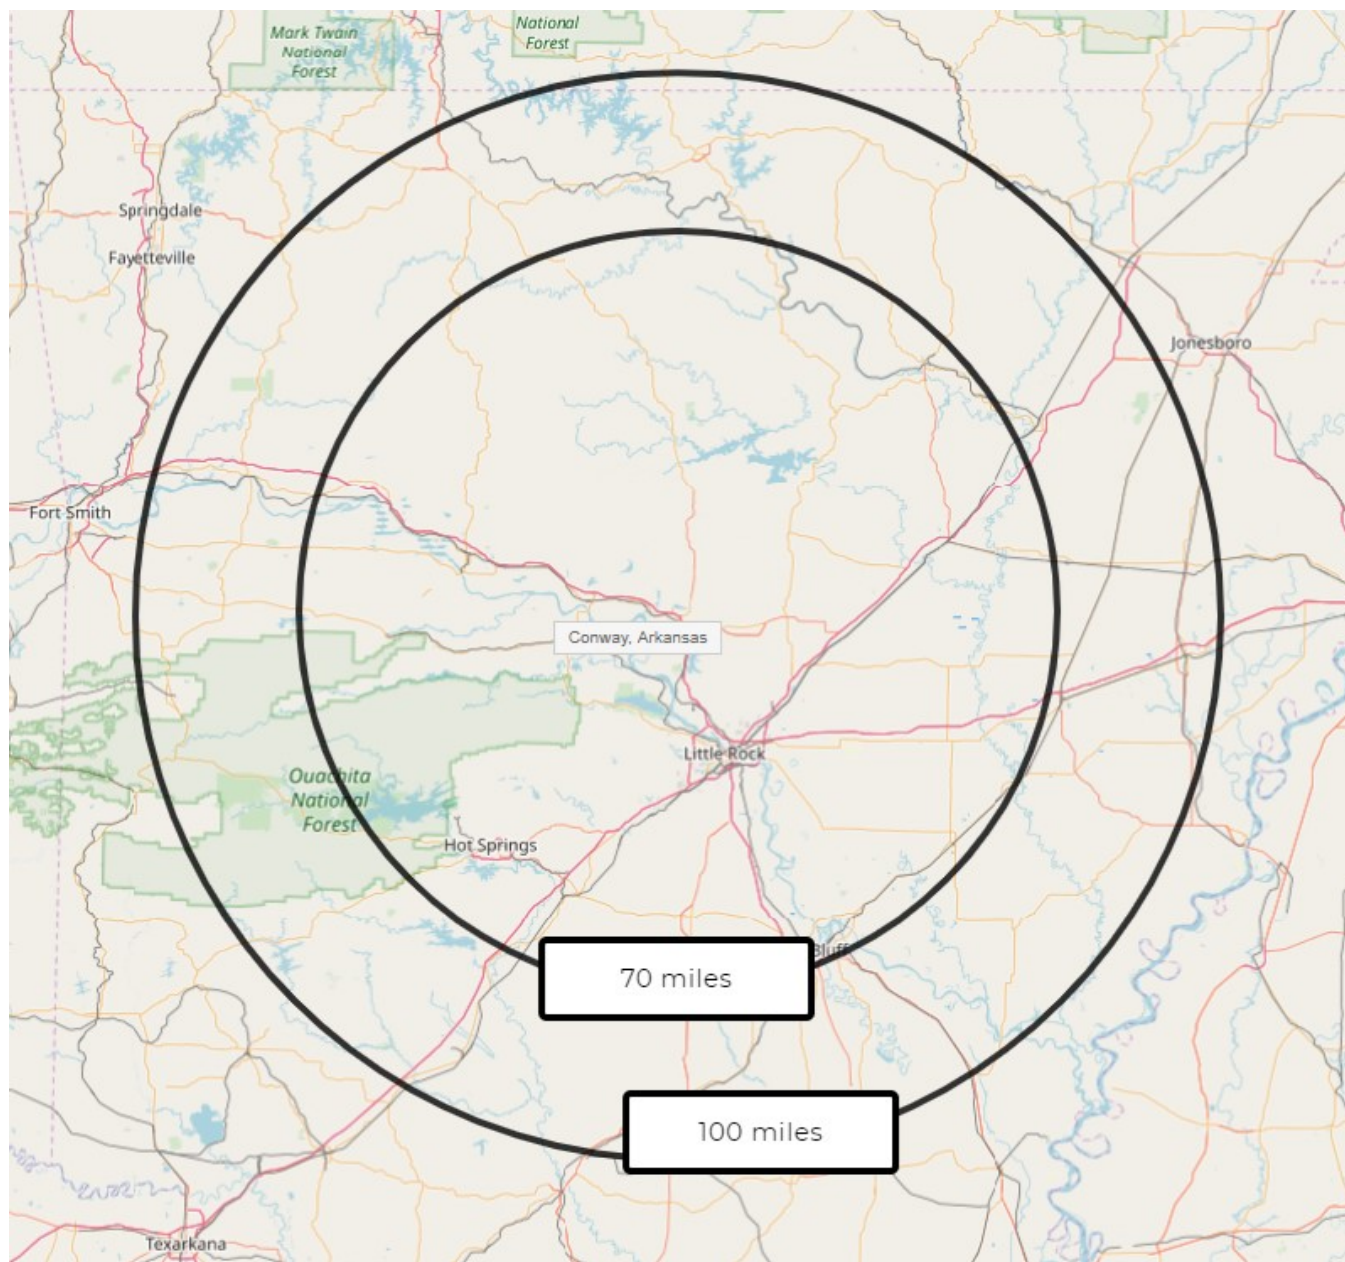 Mark Twain
National
Forest
National
Forest
Springdale
Fayetteville
Jonesboro
Fort Smith
Conway, Arkansas
Little Rock
Ouachita
National
Forest
Hot Springs
Bluff
70 miles
100 miles
Texarkana